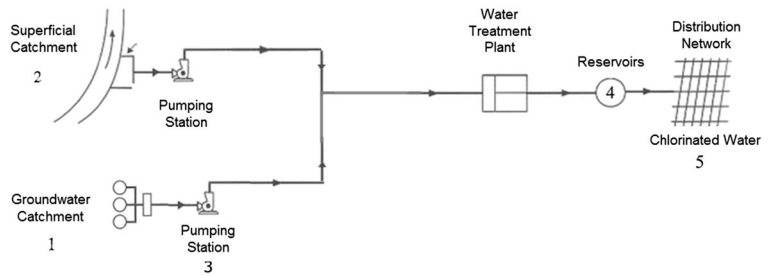 Superficial
Catchment
2
Pumping
Station
Groundwater
Catchment
1
Pumping
Station
3
Water
Treatment
Plant
Reservoirs
4
Distribution
Network
Chlorinated Water
5